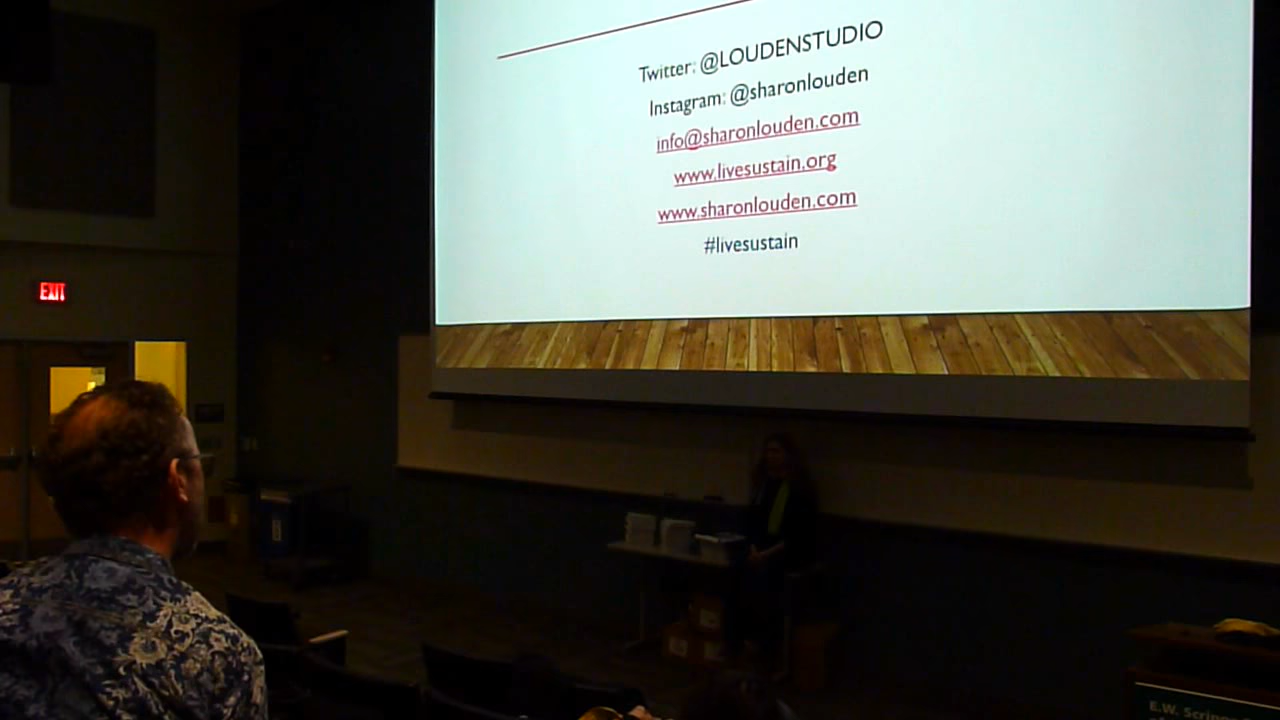 Twitter: @LOUDENSTUDIO
Instagram: @sharonlouden
info@sharonlouden.com
www.livesustain.org
www.sharonlouden.com
#livesustain
EXIT
E.W.